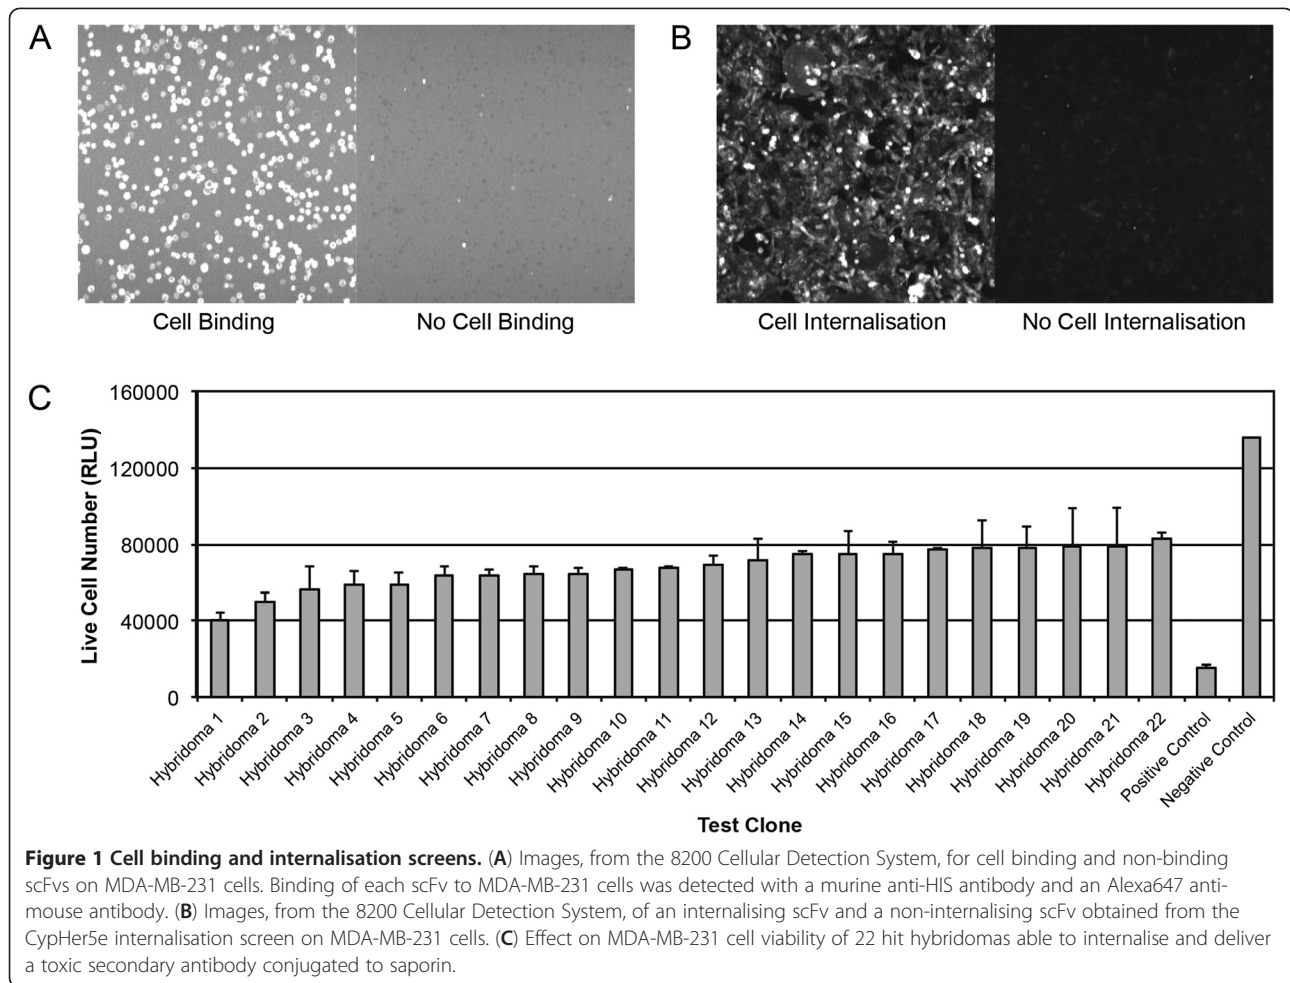 A
B
Cell Binding
No Cell Binding
Cell Internalisation
No Cell Internalisation
C
160000
120000
80000
40000
0
Live Cell Number (RLU)
Hybridoma 1
Hybridoma 2
Hybridoma 3
Hybridoma 4
Hybridoma 5
Hybridoma 6
Hybridoma 7
Hybridoma 8
Hybridoma 9
Hybridoma 10
Hybridoma 11
Hybridoma 12
Hybridoma 13
Hybridoma 14
Hybridoma 15
Hybridoma 16
Hybridoma 17
Hybridoma 18
Hybridoma 19
Hybridoma 20
Hybridoma 21
Hybridoma 22
Positive Control
Negative Control
Test Clone
Figure 1 Cell binding and internalisation screens. (A) Images, from the 8200 Cellular Detection System, for cell binding and non-binding
scFvs on MDA-MB-231 cells. Binding of each scFv to MDA-MB-231 cells was detected with a murine anti-HIS antibody and an Alexa647 anti-
mouse antibody. (B) Images, from the 8200 Cellular Detection System, of an internalising scFv and a non-internalising scFv obtained from the
CypHer5e internalisation screen on MDA-MB-231 cells. (C) Effect on MDA-MB-231 cell viability of 22 hit hybridomas able to internalise and deliver
a toxic secondary antibody conjugated to saporin.